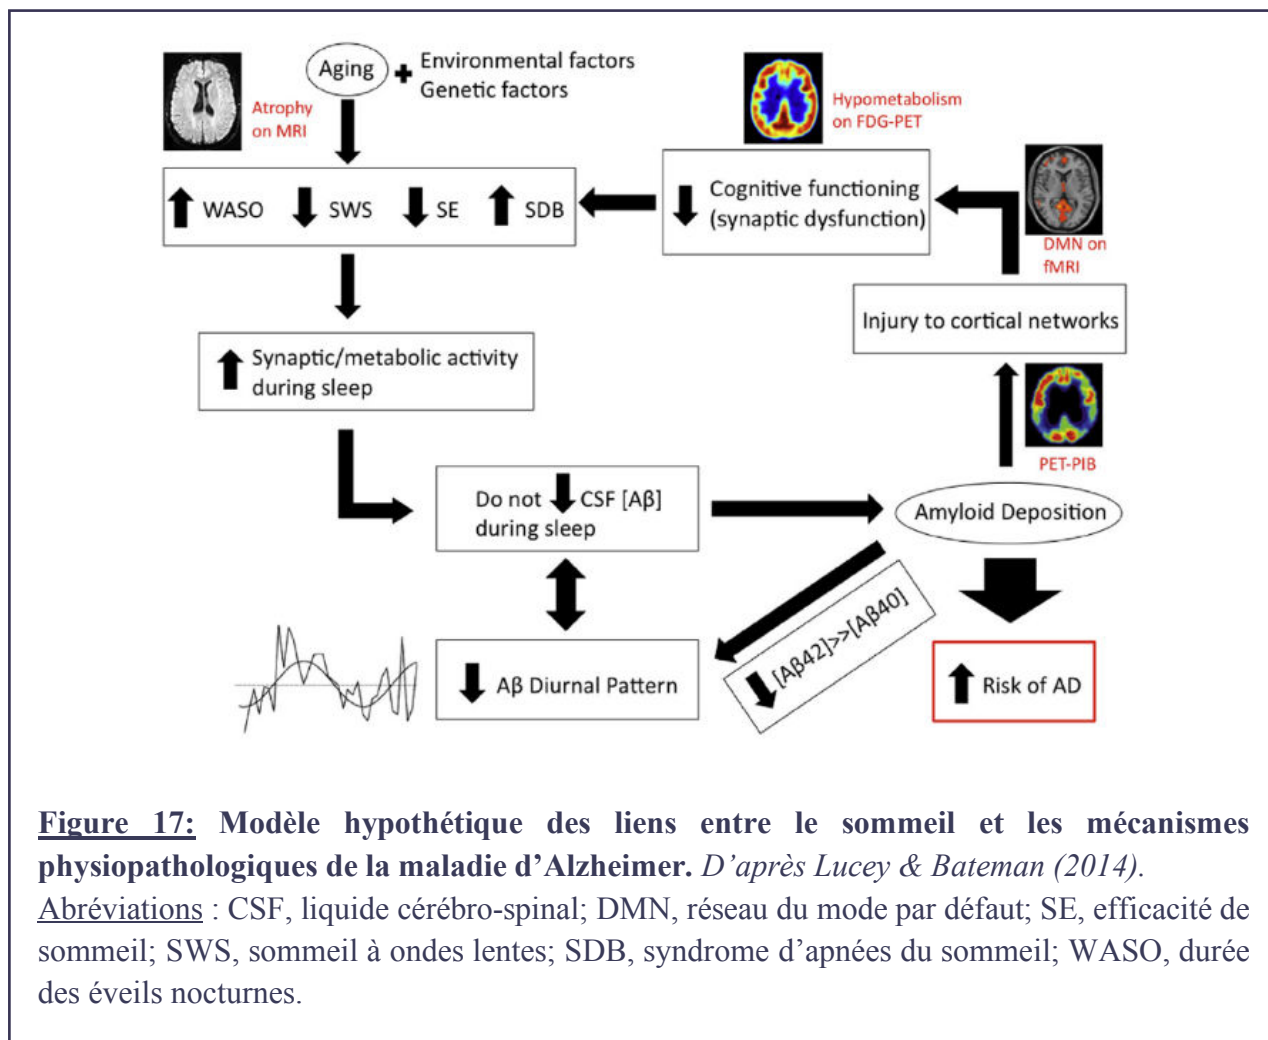 Aging
+ Environmental factors
Genetic factors
Atrophy
on MRI
Hypometabolism
on FDG-PET
WASO SWS SE SDB
Cognitive functioning
(synaptic dysfunction)
DMN on
fMRI
Injury to cortical networks
Synaptic/metabolic activity
during sleep
PET-PIB
Do not CSF [Aβ]
during sleep
Amyloid Deposition
[Aβ42]>>[Aβ40]
Aβ Diurnal Pattern
Risk of AD
Figure 17: Modèle hypothétique des liens entre le sommeil et les mécanismes
physiopathologiques de la maladie d’Alzheimer. D’après Lucey & Bateman (2014).
Abréviations : CSF, liquide cérébro-spinal; DMN, réseau du mode par défaut; SE, efficacité de
sommeil; SWS, sommeil à ondes lentes; SDB, syndrome d’apnées du sommeil; WASO, durée
des éveils nocturnes.